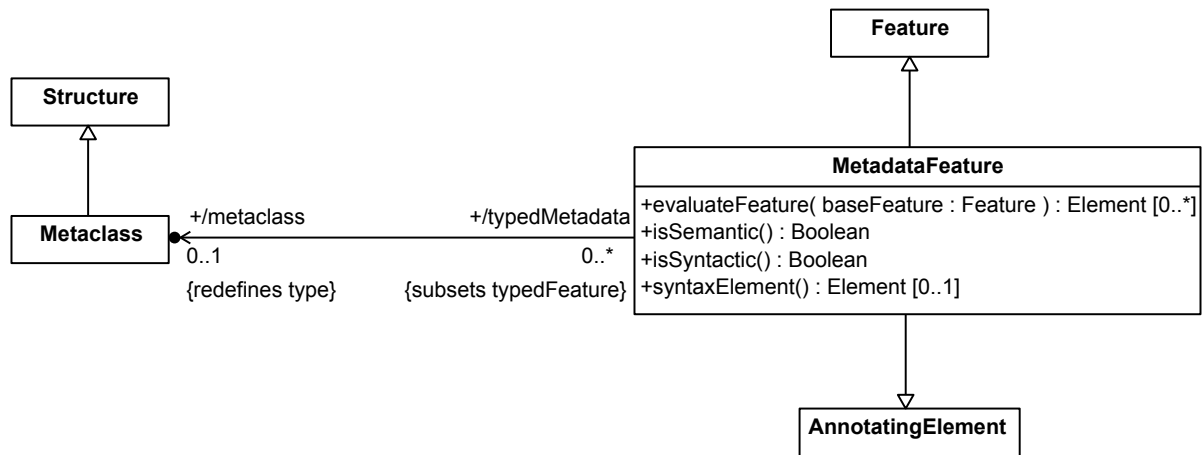 Feature
Structure
MetadataFeature
+evaluateFeature( baseFeature : Feature ) : Element [0..*]
+isSemantic() : Boolean
+isSyntactic() : Boolean
+syntaxElement() : Element [0..1]
Metaclass
+/metaclass
+/typedMetadata
0..1
0..*
{redefines type}
{subsets typedFeature}
AnnotatingElement